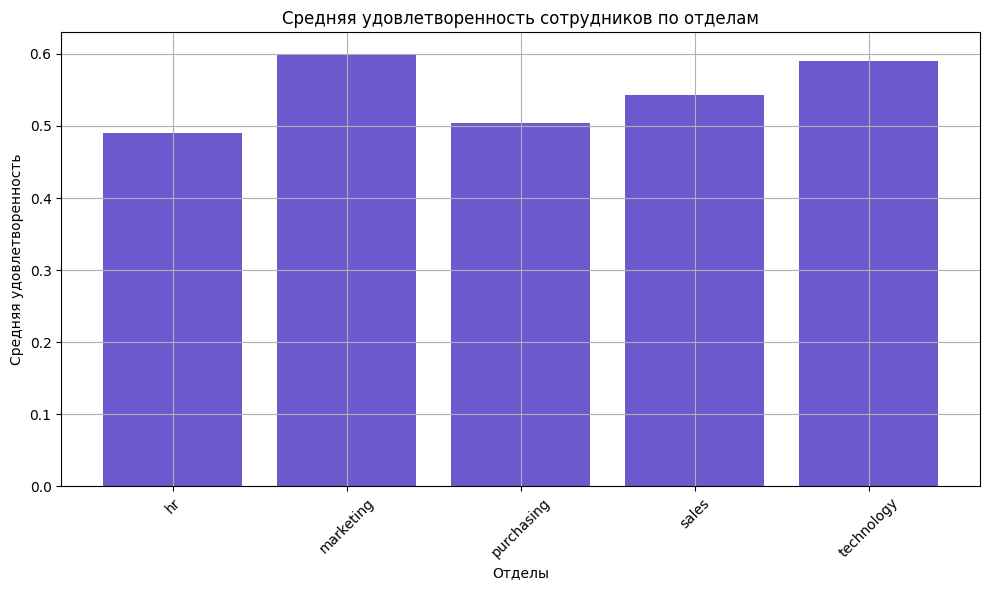 Средняя удовлетворенность сотрудников по отделам
Средняя удовлетворенность
0.6
0.5
0.4
0.3
0.2
0.1
0.0
hr
marketing
purchasing
sales
technology
Отделы